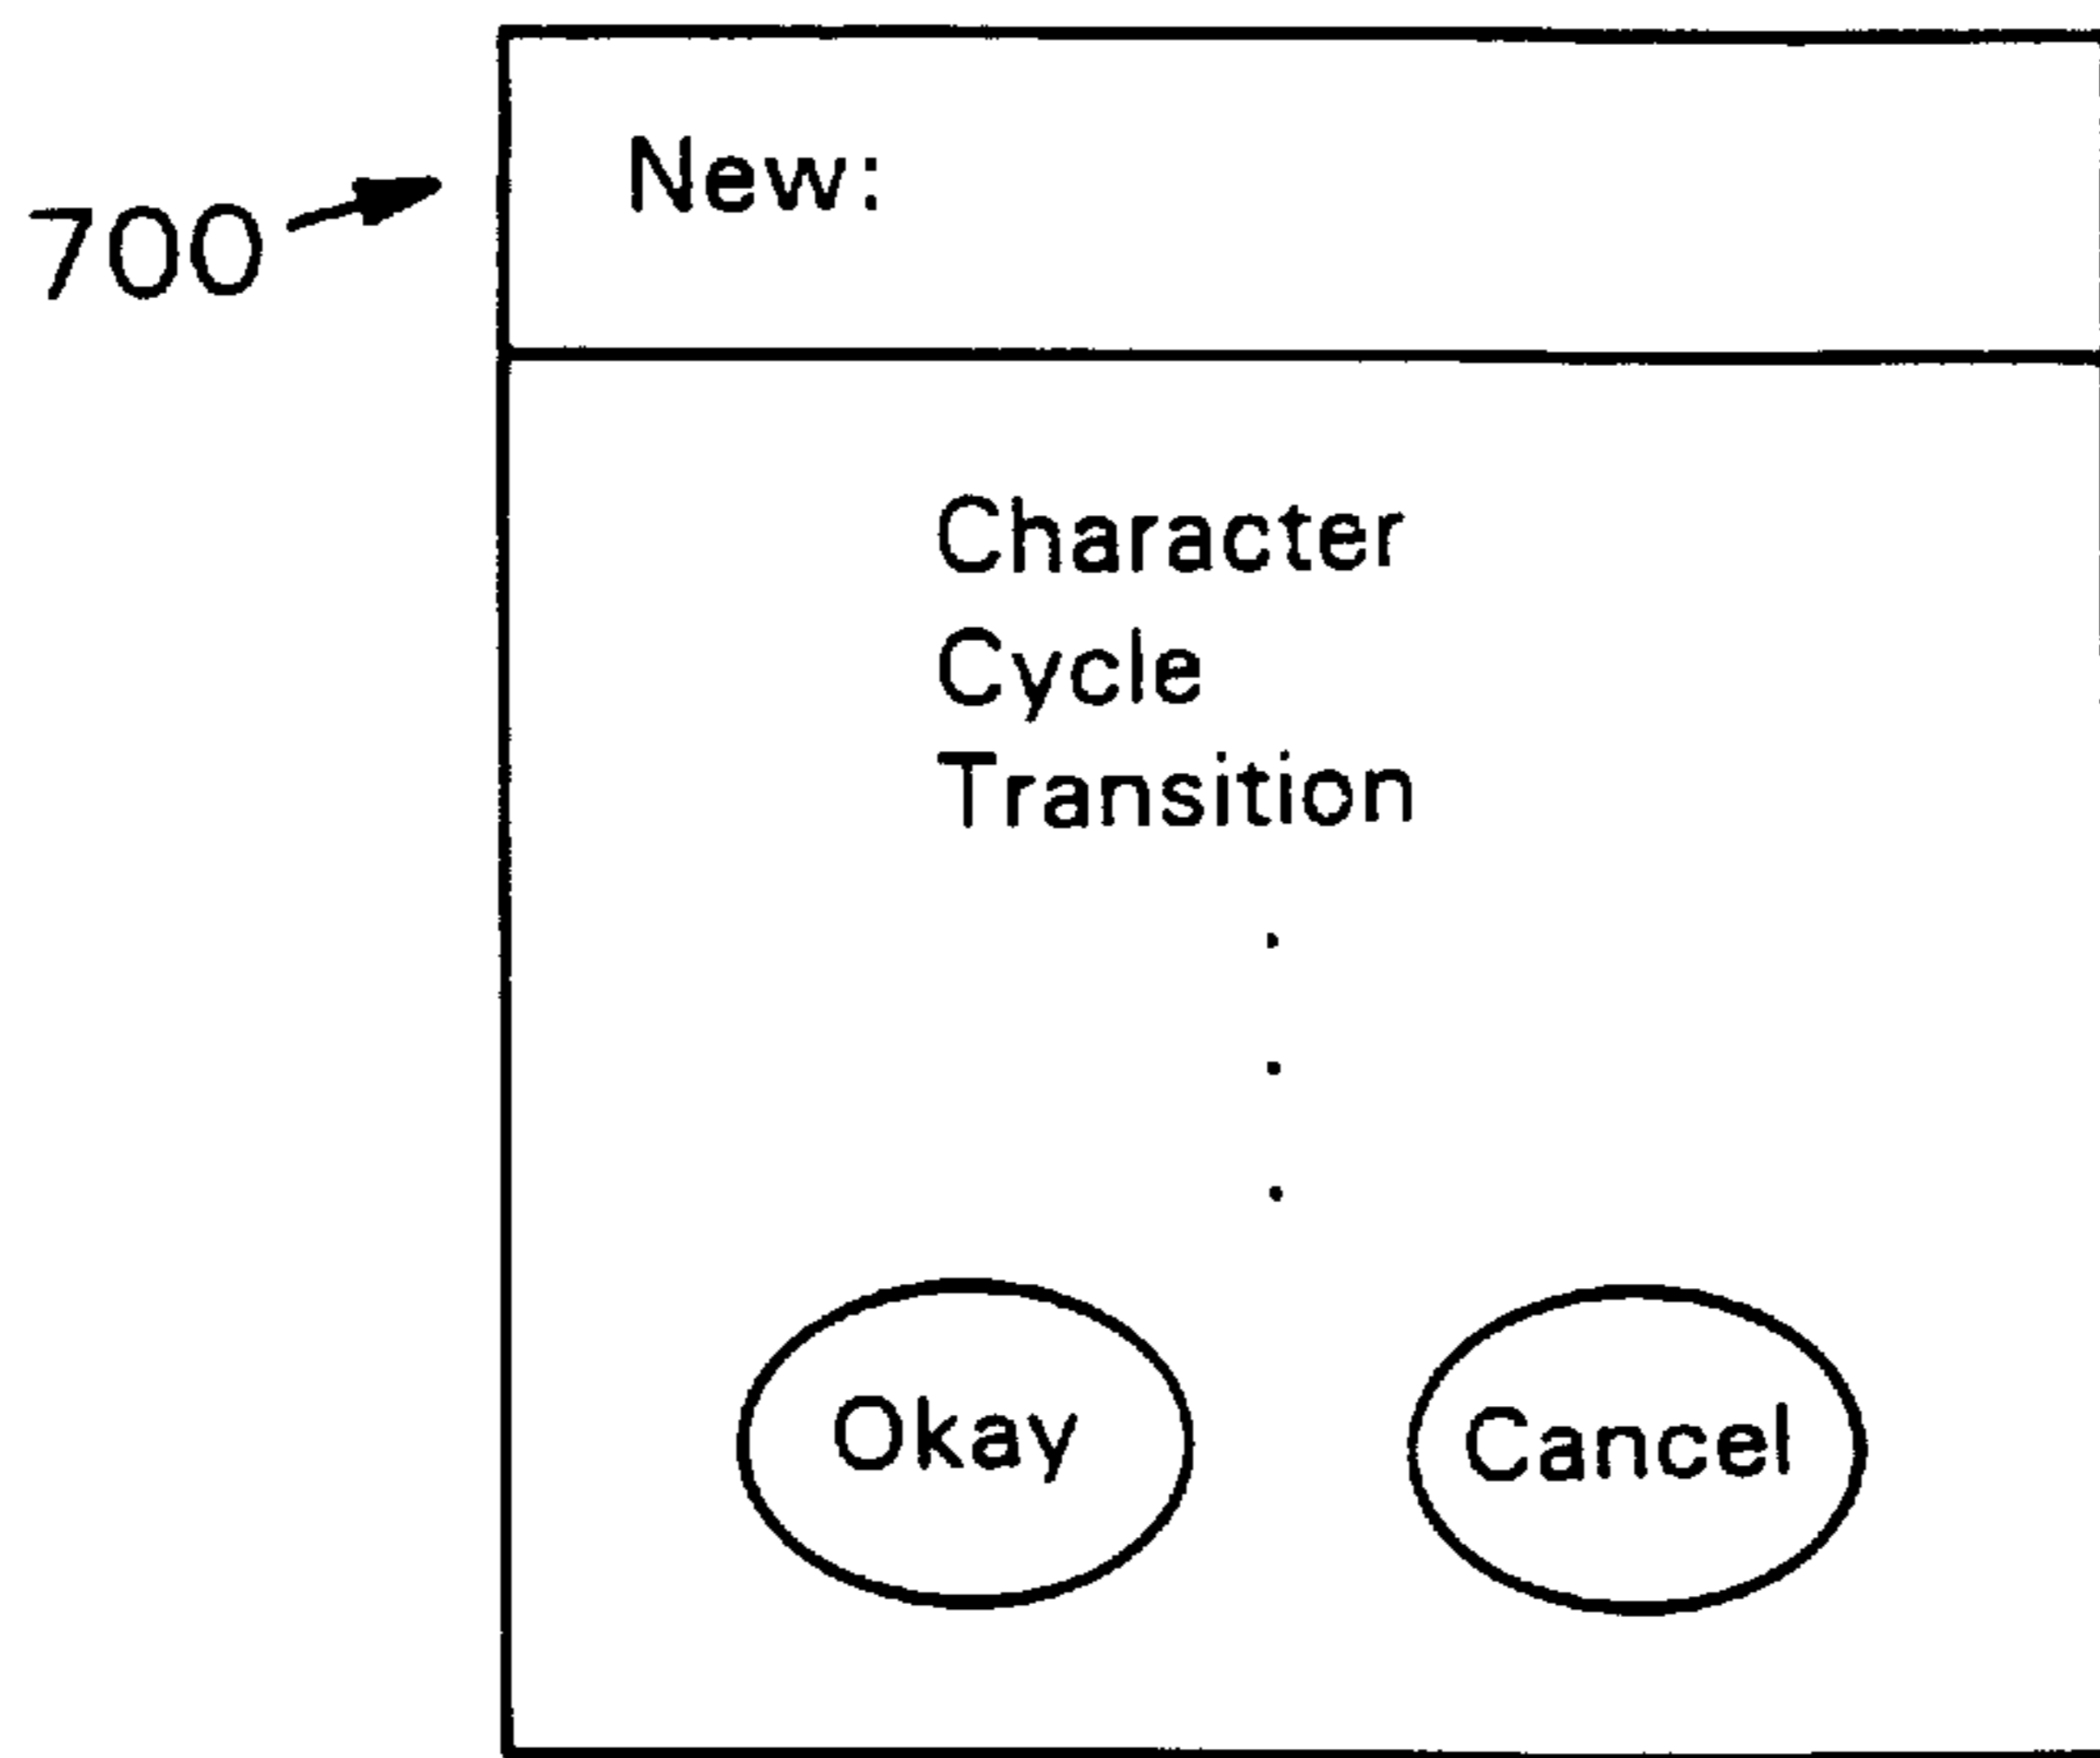 700
New:
Character
Cycle
Transition
.
.
.
Okay
Cancel